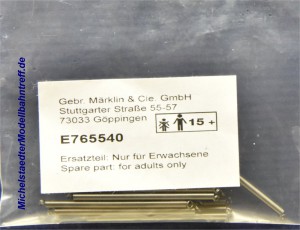 MichelstaedterModellbahntreff.de
Gebr. Märklin & Cie. GmbH
Stuttgarter Straße 55-57
73033 Göppingen
15 +
E765540
Ersatzteil: Nur für Erwachsene
Spare part: for adults only